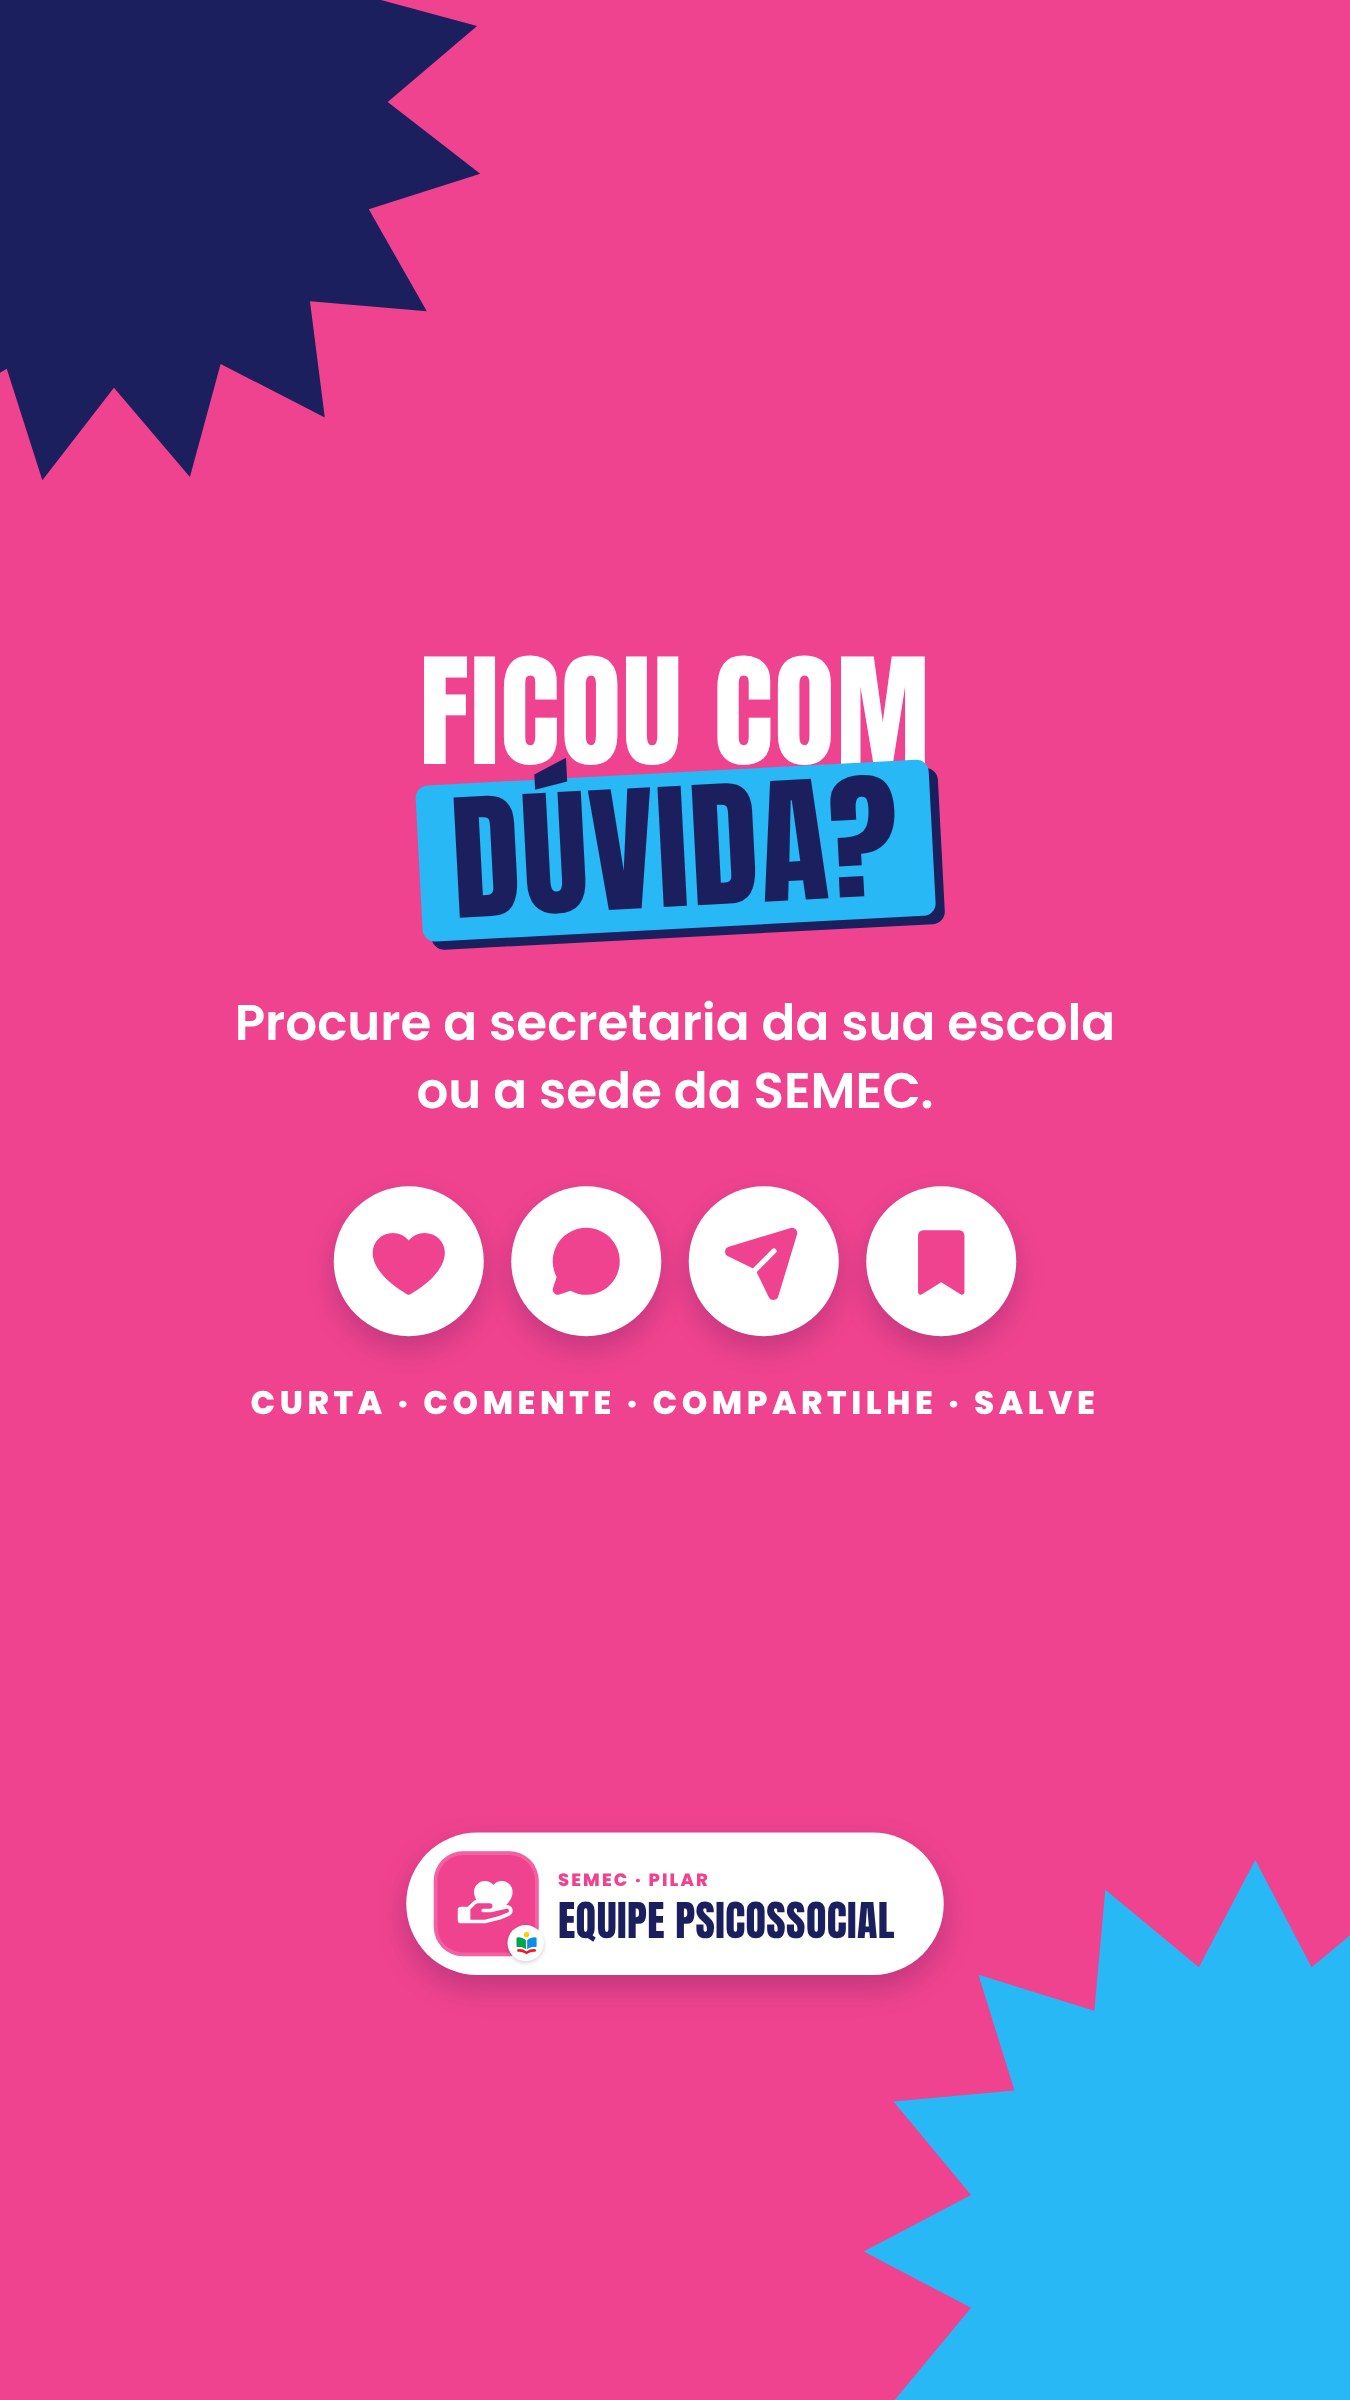 FICOU COM
DÚVIDA?
Procure a secretaria da sua escola
ou a sede da SEMEC.
CURTA · COMENTE · COMPARTILHE · SALVE
SEMEC · PILAR
EQUIPE PSICOSSOCIAL